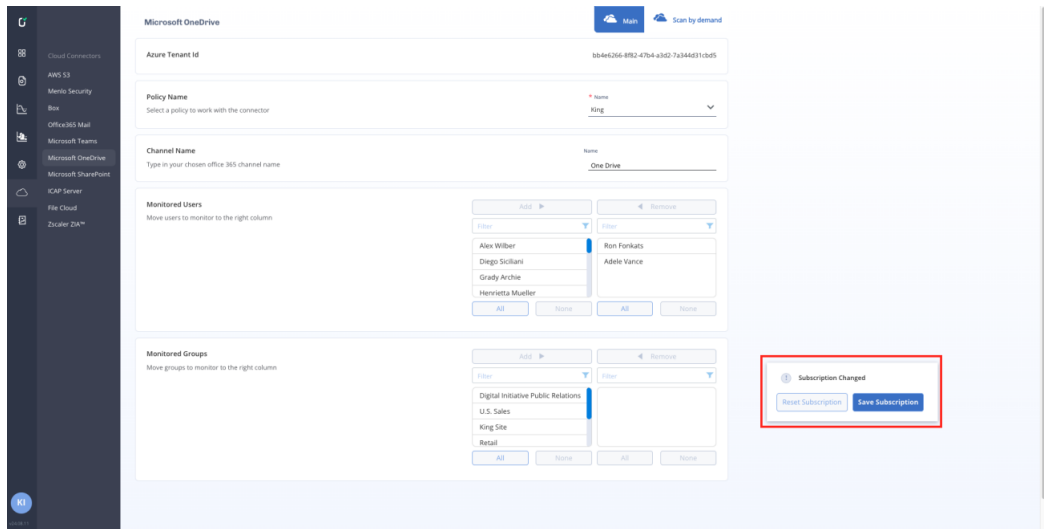 Microsoft OneDrive
Main
Scan by demand
Cloud Connectors
AWS S3
Menlo Security
Box
Office365 Mail
Microsoft Teams
Microsoft OneDrive
Microsoft SharePoint
ICAP Server
File Cloud
Zscaler ZIA™
KI
Azure Tenant Id
bb4e6266-8f82-47b4-a3d2-7a344d31cbd5
Policy Name
Select a policy to work with the connector
* Name
King
Channel Name
Type in your chosen office 365 channel name
Name
One Drive
Monitored Users
Move users to monitor to the right column
Add
Remove
Filter
Filter
Alex Wilber
Diego Siciliani
Grady Archie
Henrietta Mueller
Ron Fonkats
Adele Vance
All
None
All
None
Monitored Groups
Move groups to monitor to the right column
Add
Remove
Filter
Filter
Digital Initiative Public Relations
U.S. Sales
King Site
Retail
All
None
All
None
Subscription Changed
Reset Subscription
Save Subscription